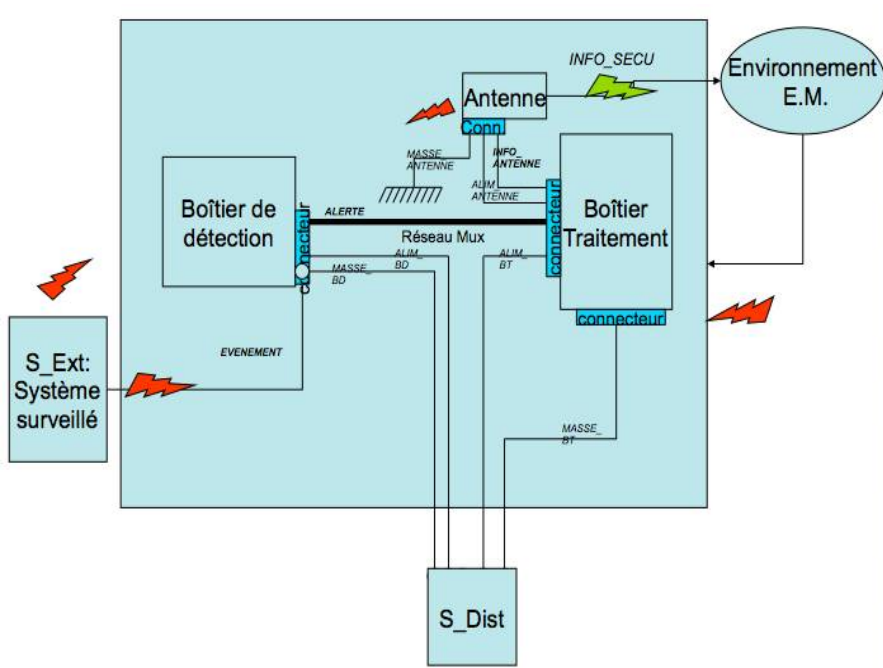 INFO_SECU
Environnement
E.M.
Antenne
Conn.
MASSE_
ANTENNE
INFO_
ANTENNE
ALIM_
ANTENNE
Boîtier de
détection
connecteur
ALERTE
Réseau Mux
connecteur
Boîtier
Traitement
MASSE_
BD
ALIM_
BD
ALIM_
BT
connecteur
S_Ext:
Système
surveillé
EVENEMENT
MASSE_
BT
S_Dist